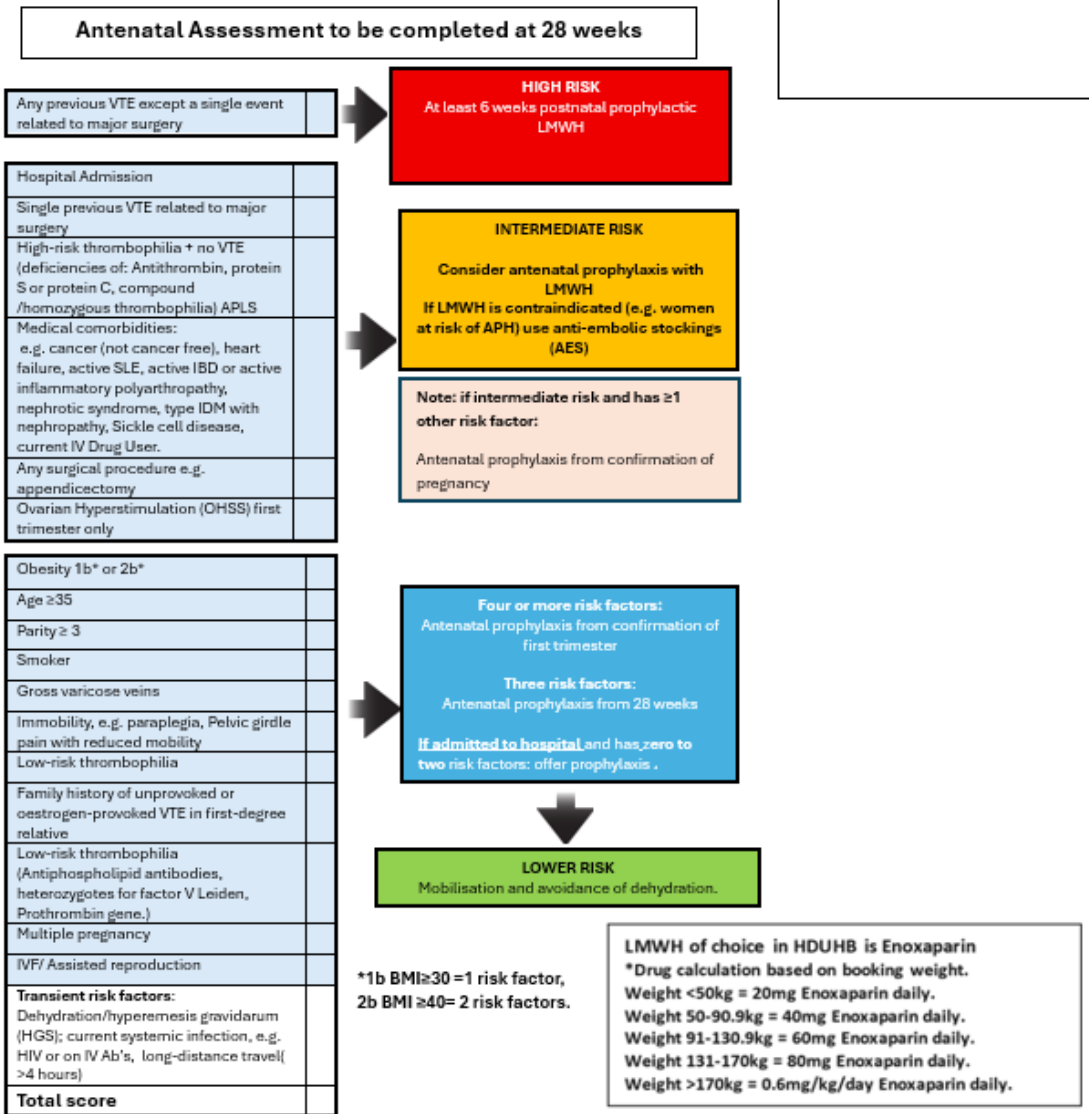 Antenatal Assessment to be completed at 28 weeks
Any previous VTE except a single event
related to major surgery
HIGH RISK
At least 6 weeks postnatal prophylactic
LMWH
Hospital Admission
Single previous VTE related to major
surgery
High-risk thrombophilia + no VTE
(deficiencies of: Antithrombin, protein
S or protein C, compound
/homozygous thrombophilia) APLS
Medical comorbidities:
e.g. cancer (not cancer free), heart
failure, active SLE, active IBD or active
inflammatory polyarthropathy,
nephrotic syndrome, type IDM with
nephropathy, Sickle cell disease,
current IV Drug User.
Any surgical procedure e.g.
appendicectomy
Ovarian Hyperstimulation (OHSS) first
trimester only
INTERMEDIATE RISK
Consider antenatal prophylaxis with
LMWH
If LMWH is contraindicated (e.g. women
at risk of APH) use anti-embolic stockings
(AES)
Note: if intermediate risk and has ≥1
other risk factor:
Antenatal prophylaxis from confirmation of
pregnancy
Obesity 1b* or 2b*
Age ≥35
Parity ≥ 3
Smoker
Gross varicose veins
Immobility, e.g. paraplegia, Pelvic girdle
pain with reduced mobility
Low-risk thrombophilia
Family history of unprovoked or
oestrogen-provoked VTE in first-degree
relative
Low-risk thrombophilia
(Antiphospholipid antibodies,
heterozygotes for factor V Leiden,
Prothrombin gene.)
Multiple pregnancy
IVF/ Assisted reproduction
Transient risk factors:
Dehydration/hyperemesis gravidarum
(HGS); current systemic infection, e.g.
HIV or on IV Ab's, long-distance travel(
>4 hours)
Total score
Four or more risk factors:
Antenatal prophylaxis from confirmation of
first trimester
Three risk factors:
Antenatal prophylaxis from 28 weeks
If admitted to hospital and has zero to
two risk factors: offer prophylaxis .
LOWER RISK
Mobilisation and avoidance of dehydration.
*1b BMI≥30 =1 risk factor,
2b BMI ≥40= 2 risk factors.
LMWH of choice in HDUHB is Enoxaparin
*Drug calculation based on booking weight.
Weight <50kg = 20mg Enoxaparin daily.
Weight 50-90.9kg = 40mg Enoxaparin daily.
Weight 91-130.9kg = 60mg Enoxaparin daily.
Weight 131-170kg = 80mg Enoxaparin daily.
Weight >170kg = 0.6mg/kg/day Enoxaparin daily.